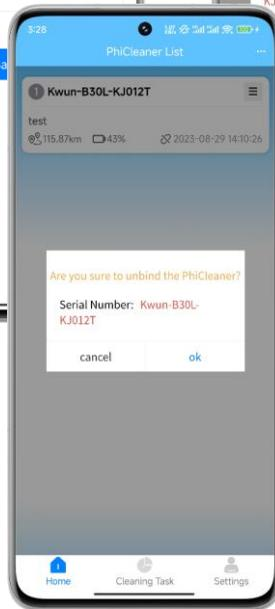 3:28
PhiCleaner List
1 Kwun-B30L-KJ012T
test
115.87km 43% 2023-08-29 14:10:26
Are you sure to unbind the PhiCleaner?
Serial Number: Kwun-B30L-
KJ012T
cancel ok
Home Cleaning Task Settings